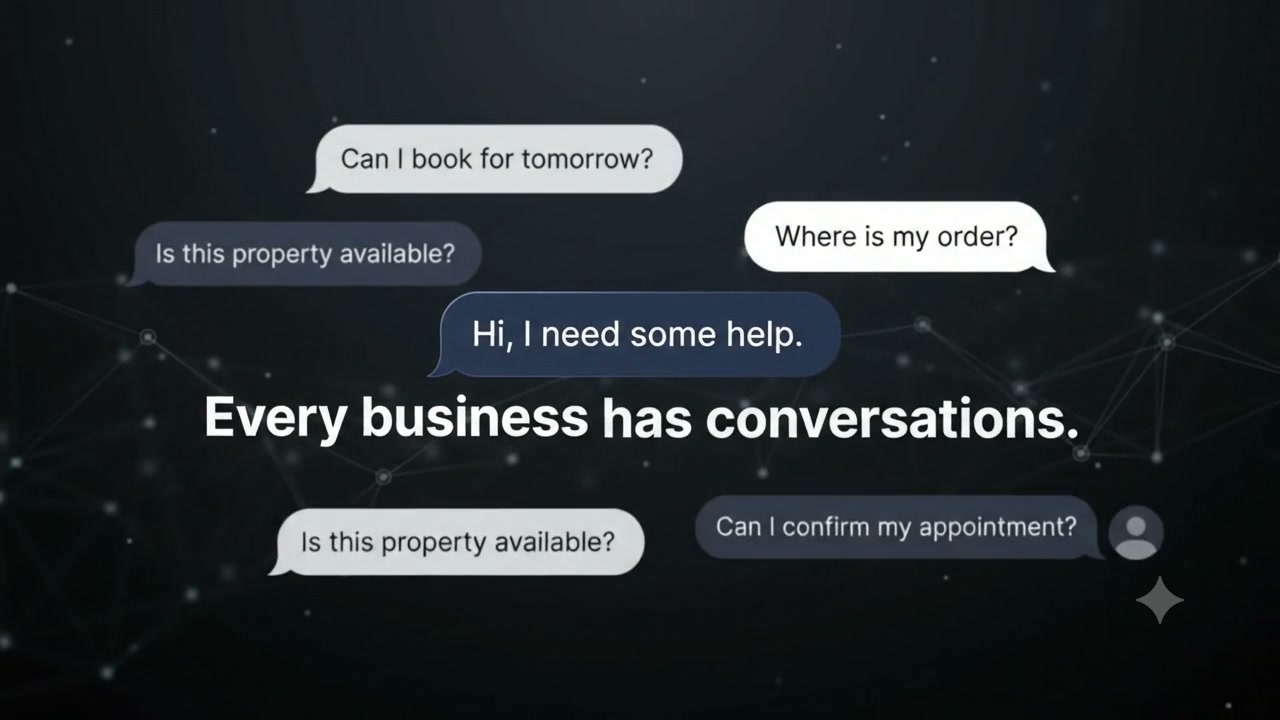 Can I book for tomorrow?
Where is my order?
Is this property available?
Hi, I need some help.
Every business has conversations.
Can I confirm my appointment?
Is this property available?